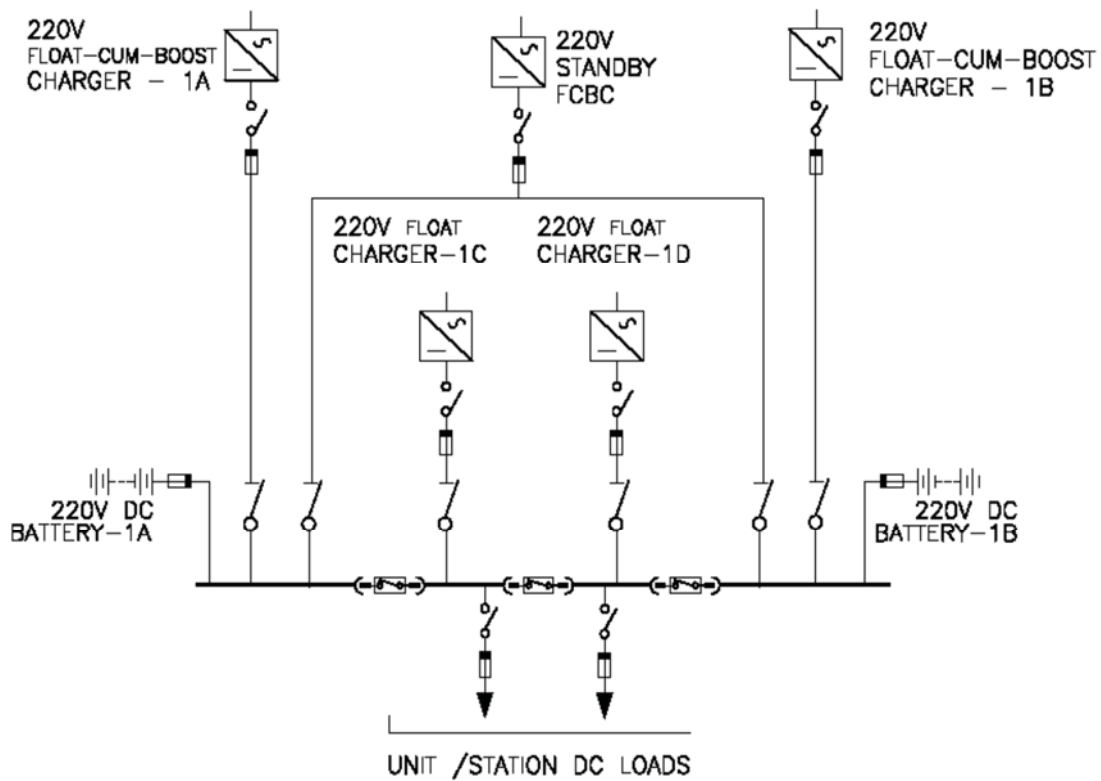 220V
FLOAT-CUM-BOOST
CHARGER - 1A
220V
STANDBY
FCBC
220V
FLOAT-CUM-BOOST
CHARGER - 1B
220V FLOAT
CHARGER-1C
220V FLOAT
CHARGER-1D
220V DC
BATTERY-1A
220V DC
BATTERY-1B
UNIT /STATION DC LOADS